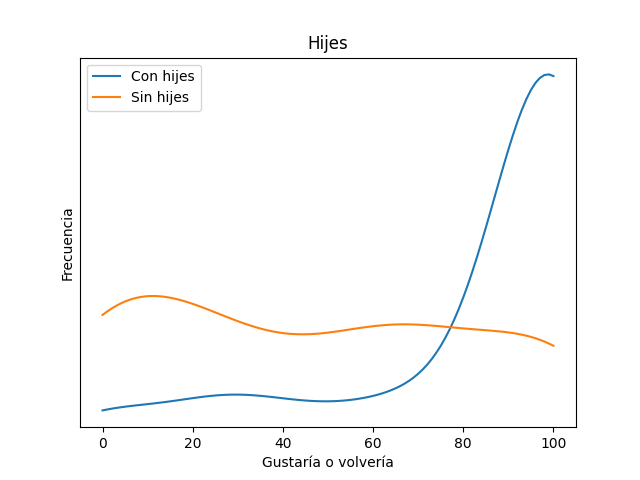 Hijes
Con hijes
Sin hijes
Frecuencia
0 20 40 60 80 100
Gustaría o volvería